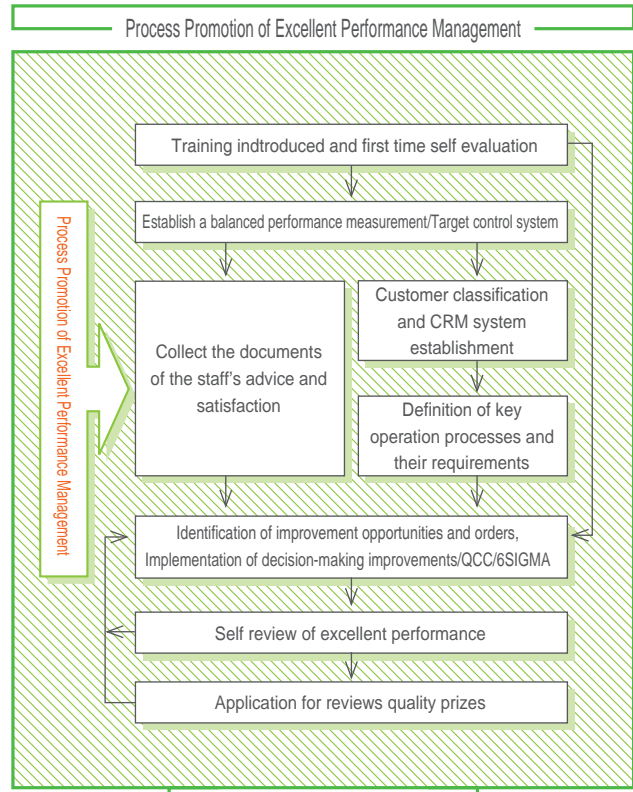 Process Promotion of Excellent Performance Management
Training indtroduced and first time self evaluation
Establish a balanced performance measurement/Target control system
Process Promotion of Excellent Performance Management
Collect the documents
of the staff's advice and
satisfaction
Customer classification
and CRM system
establishment
Definition of key
operation processes and
their requirements
Identification of improvement opportunities and orders,
Implementation of decision-making improvements/QCC/6SIGMA
Self review of excellent performance
Application for reviews quality prizes